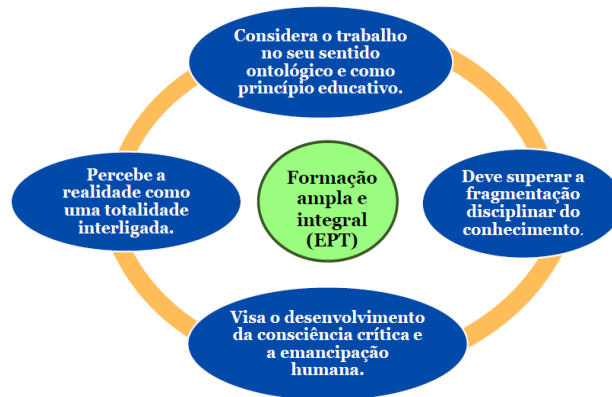 Considera o trabalho
no seu sentido
ontológico e como
princípio educativo.
Percebe a
realidade como
uma totalidade
interligada.
Formação
ampla e
integral
(EPT)
Deve superar a
fragmentação
disciplinar do
conhecimento.
Visa o desenvolvimento
da consciência crítica e
a emancipação
humana.